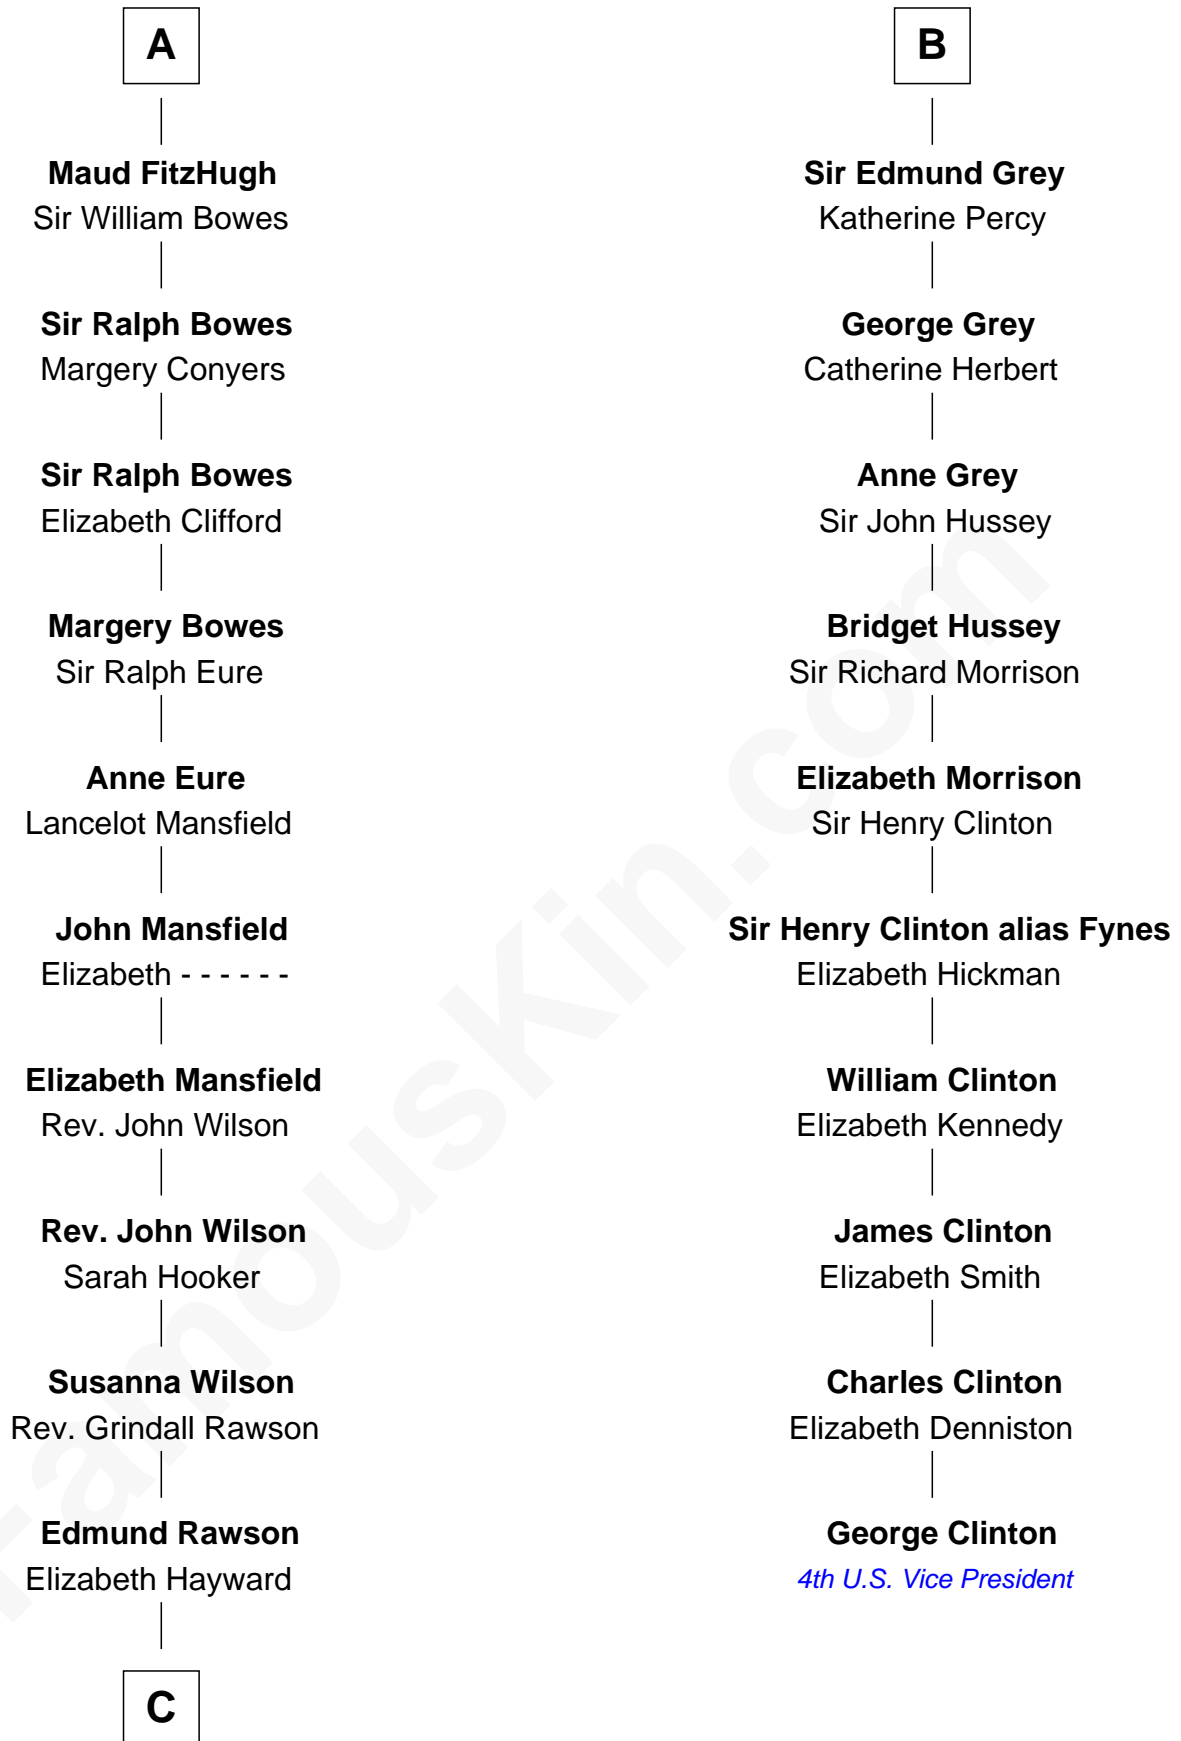 A
Maud FitzHugh
Sir William Bowes
Sir Ralph Bowes
Margery Conyers
Sir Ralph Bowes
Elizabeth Clifford
Margery Bowes
Sir Ralph Eure
Anne Eure
Lancelot Mansfield
John Mansfield
Elizabeth - - - - - -
Elizabeth Mansfield
Rev. John Wilson
Rev. John Wilson
Sarah Hooker
Susanna Wilson
Rev. Grindall Rawson
Edmund Rawson
Elizabeth Hayward
C
B
Sir Edmund Grey
Katherine Percy
George Grey
Catherine Herbert
Anne Grey
Sir John Hussey
Bridget Hussey
Sir Richard Morrison
Elizabeth Morrison
Sir Henry Clinton
Sir Henry Clinton alias Fynes
Elizabeth Hickman
William Clinton
Elizabeth Kennedy
James Clinton
Elizabeth Smith
Charles Clinton
Elizabeth Denniston
George Clinton
4th U.S. Vice President
FamousKin.com